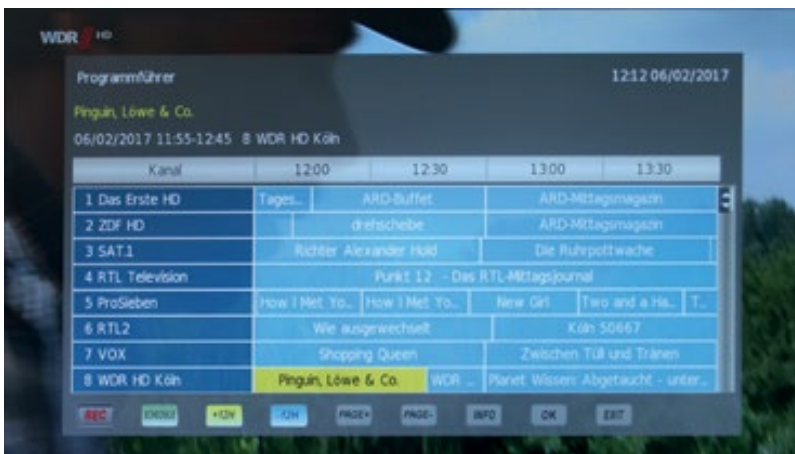 WDR HD
Programmführer 12:12 06/02/2017
Pinguin, Löwe & Co.
06/02/2017 11:55-12:45 8 WDR HD Köln
Kanal 12:00 12:30 13:00 13:30
1 Das Erste HD Tages... ARD-Buffet ARD-Mittagsmagazin
2 ZDF HD drehscheibe ARD-Mittagsmagazin
3 SAT.1 Richter Alexander Hold Die Ruhrpottwache
4 RTL Television Punkt 12 - Das RTL-Mittagsjournal
5 ProSieben How I Met Yo... How I Met Yo... New Girl Two and a Ha... T...
6 RTL2 Wie ausgewechselt Köln 50667
7 VOX Shopping Queen Zwischen Tüll und Tränen
8 WDR HD Köln Pinguin, Löwe & Co. WDR ... Planet Wissen: Abgetaucht - unter...
REC +12H -12H PAGE+ PAGE- INFO OK EXIT